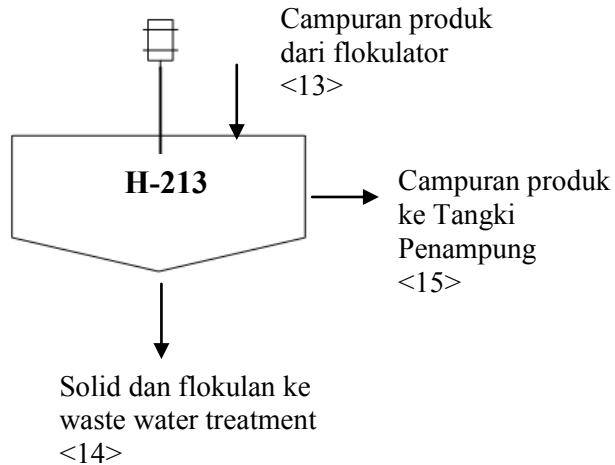 Campuran produk
dari flokulator
<13>
H-213
Campuran produk
ke Tangki
Penampung
<15>
Solid dan flokulan ke
waste water treatment
<14>